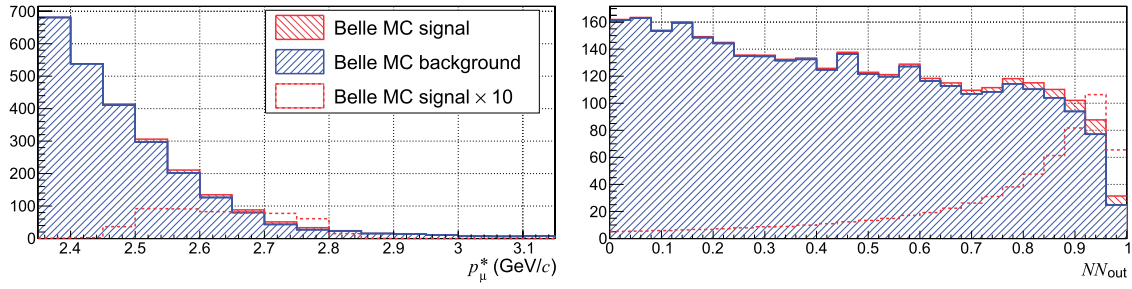 700
600
500
400
300
200
100
0
2.4 2.5 2.6 2.7 2.8 2.9 3 3.1
p*μ (GeV/c)
Belle MC signal
Belle MC background
Belle MC signal × 10
160
140
120
100
80
60
40
20
0
0 0.1 0.2 0.3 0.4 0.5 0.6 0.7 0.8 0.9 1
NNout